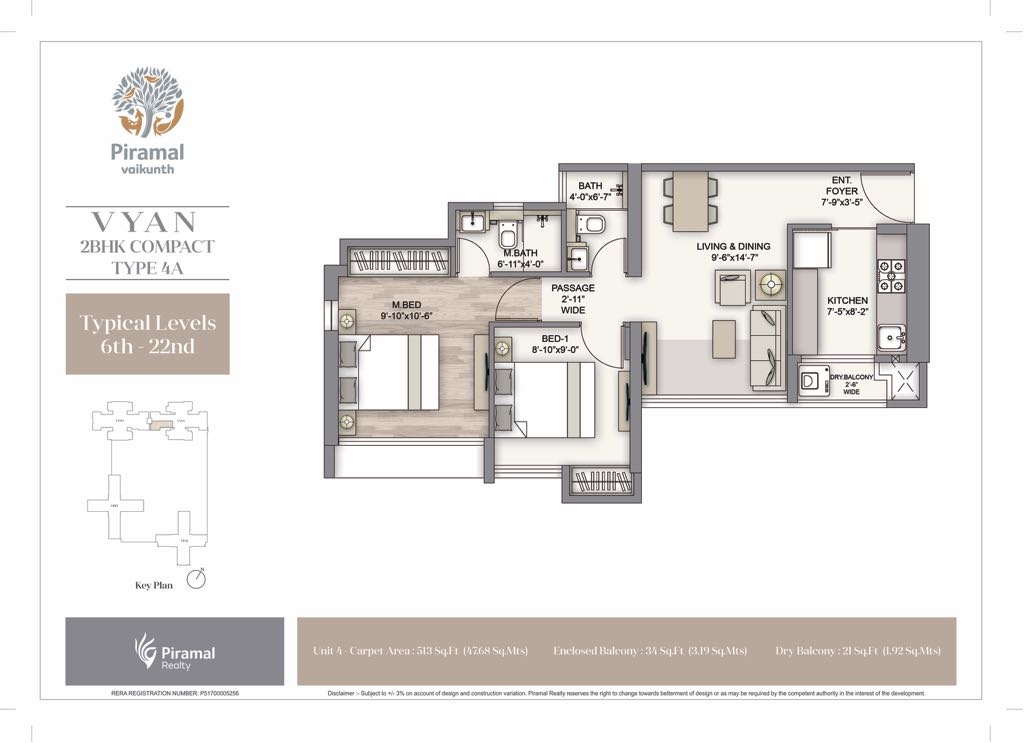 Piramal
vaikunth
VYAN
2BHK COMPACT
TYPE 4A
Typical Levels
6th - 22nd
BATH
4'-0"x6'-7"
ENT.
FOYER
7'-9"x3'-5"
M.BATH
6'-11"x4'-0"
LIVING & DINING
9'-6"x14'-7"
PASSAGE
2'-11"
WIDE
M.BED
9'-10"x10'-6"
KITCHEN
7'-5"x8'-2"
BED-1
8'-10"x9'-0"
DRY.BALCONY
2'-6"
WIDE
N
Key Plan
Piramal
Realty
Unit 4 - Carpet Area : 513 Sq.Ft (47.68 Sq.Mts)
Enclosed Balcony : 34 Sq.Ft (3.19 Sq.Mts)
Dry Balcony : 21 Sq.Ft (1.92 Sq.Mts)
RERA REGISTRATION NUMBER: P51700005256
Disclaimer :- Subject to +/- 3% on account of design and construction variation. Piramal Realty reserves the right to change towards betterment of design or as may be required by the competent authority in the interest of the development.